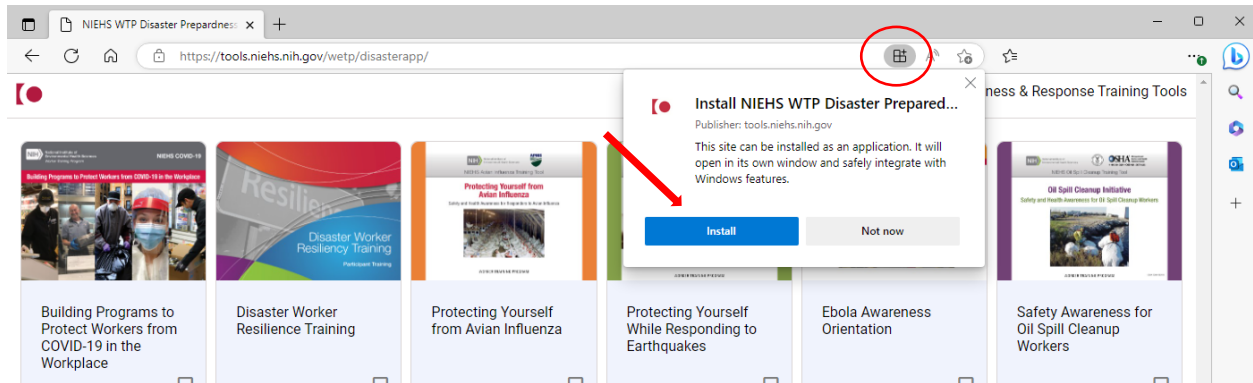 NIEHS WTP Disaster Prepardness
https://tools.niehs.nih.gov/wetp/disasterapp/
ness & Response Training Tools
Install NIEHS WTP Disaster Prepared...
Publisher: tools.niehs.nih.gov
This site can be installed as an application. It will
open in its own window and safely integrate with
Windows features.
Install
Not now
NIH
NIEHS COVID-19
Building Programs to Protect Workers from COVID-19 in the Workplace
Resilien
Disaster Worker
Resiliency Training
Participant Training
Protecting Yourself from
Avian Influenza
OSHA
Oil Spill Cleanup Initiative
Safety and Health Awareness for Oil Spill Cleanup Workers
Building Programs to
Protect Workers from
COVID-19 in the
Workplace
Disaster Worker
Resilience Training
Protecting Yourself
from Avian Influenza
Protecting Yourself
While Responding to
Earthquakes
Ebola Awareness
Orientation
Safety Awareness for
Oil Spill Cleanup
Workers